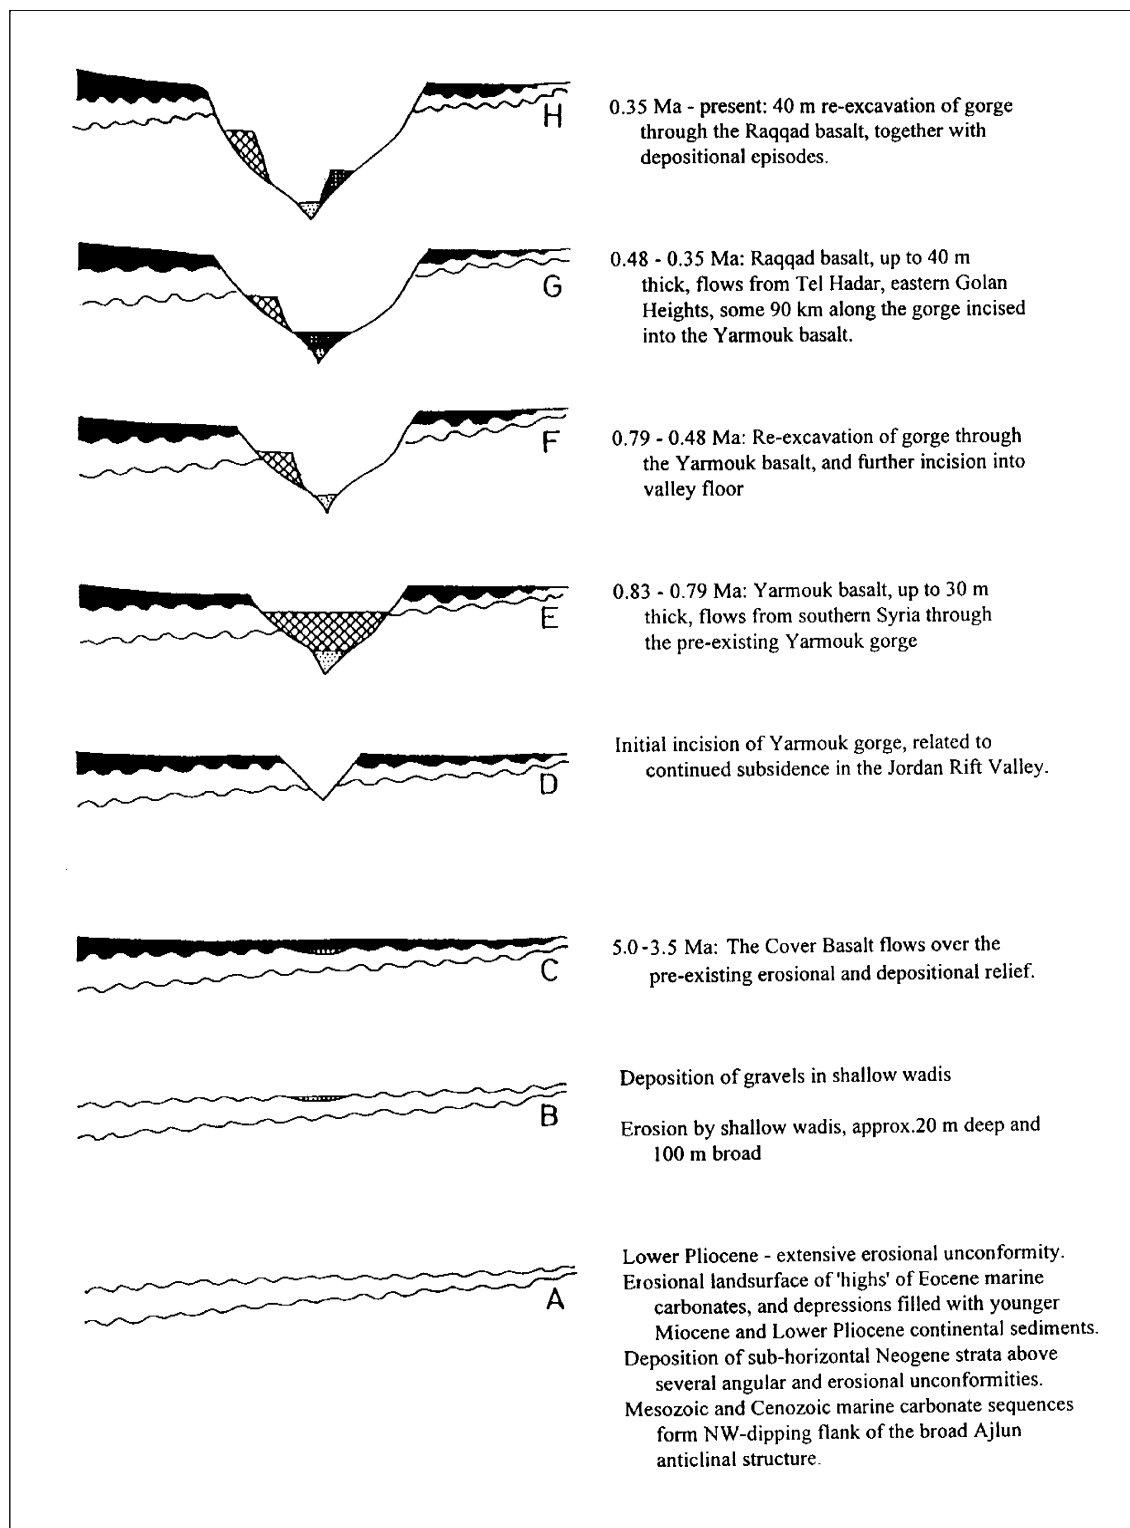 H
0.35 Ma - present: 40 m re-excavation of gorge
through the Raqqad basalt, together with
depositional episodes.
G
0.48 - 0.35 Ma: Raqqad basalt, up to 40 m
thick, flows from Tel Hadar, eastern Golan
Heights, some 90 km along the gorge incised
into the Yarmouk basalt.
F
0.79 - 0.48 Ma: Re-excavation of gorge through
the Yarmouk basalt, and further incision into
valley floor
E
0.83 - 0.79 Ma: Yarmouk basalt, up to 30 m
thick, flows from southern Syria through
the pre-existing Yarmouk gorge
D
Initial incision of Yarmouk gorge, related to
continued subsidence in the Jordan Rift Valley.
C
5.0-3.5 Ma: The Cover Basalt flows over the
pre-existing erosional and depositional relief.
B
Deposition of gravels in shallow wadis
Erosion by shallow wadis, approx.20 m deep and
100 m broad
A
Lower Pliocene - extensive erosional unconformity.
Erosional landsurface of 'highs' of Eocene marine
carbonates, and depressions filled with younger
Miocene and Lower Pliocene continental sediments.
Deposition of sub-horizontal Neogene strata above
several angular and erosional unconformities.
Mesozoic and Cenozoic marine carbonate sequences
form NW-dipping flank of the broad Ajlun
anticlinal structure.